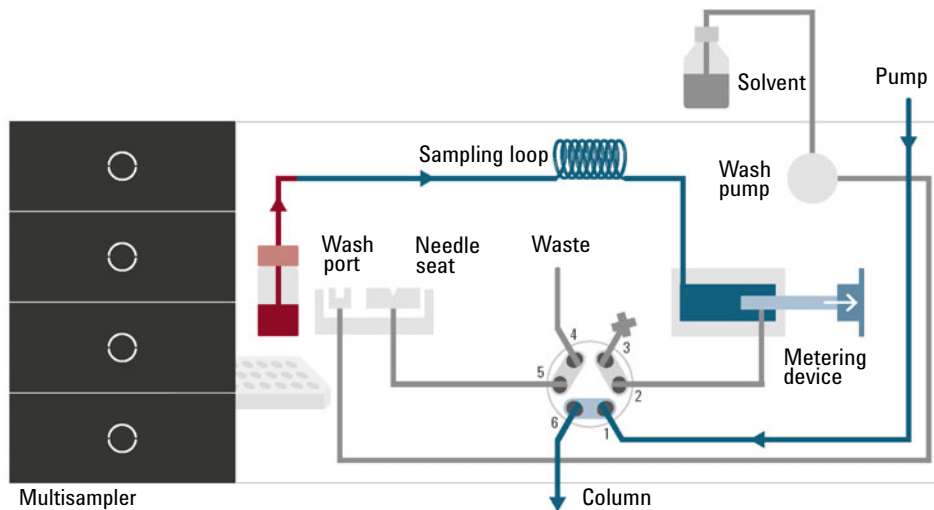 Solvent
Pump
Sampling loop
Wash
pump
Wash
port
Needle
seat
Waste
4
3
5
2
6
1
Metering
device
Multisampler
Column